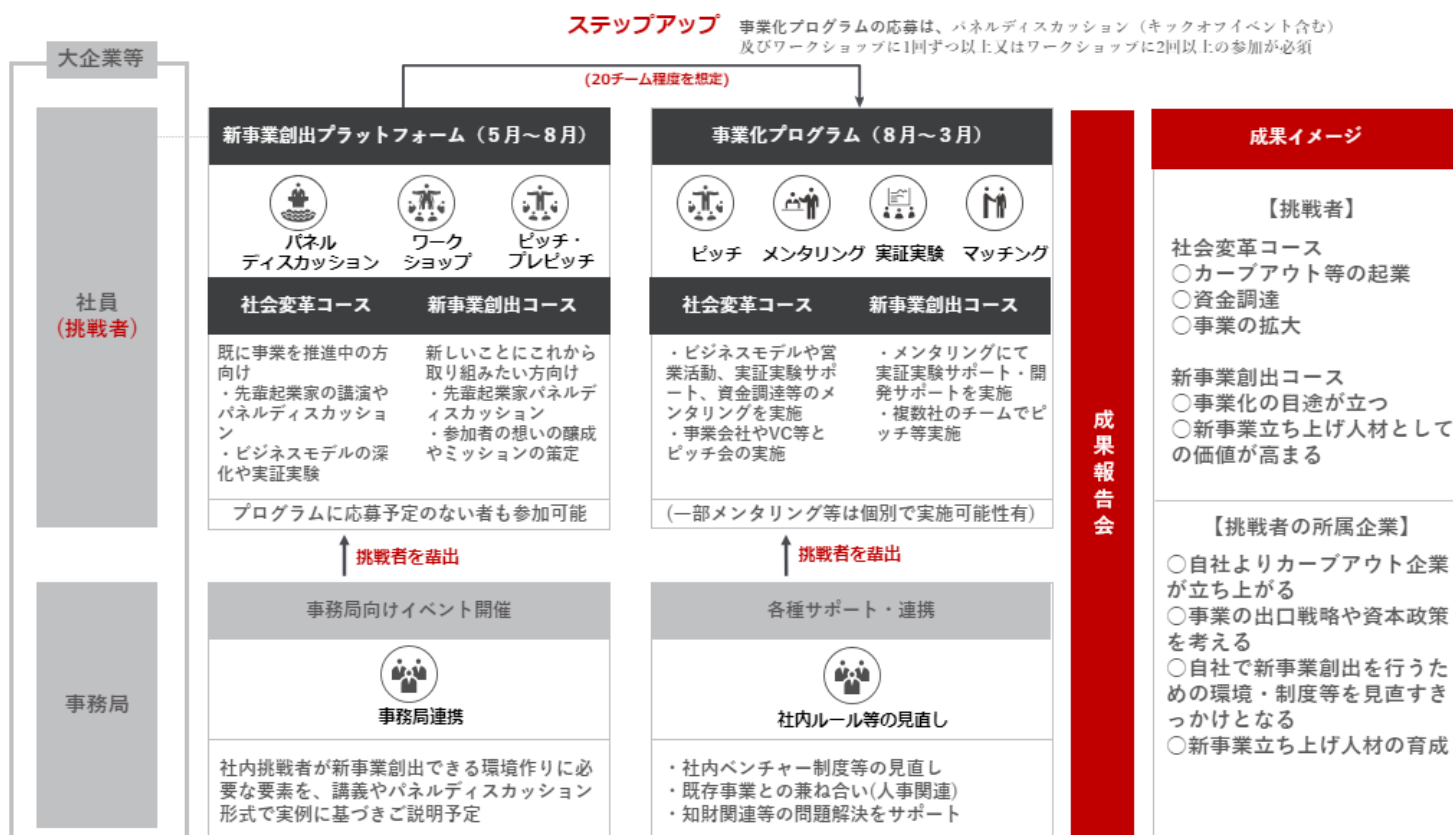 ステップアップ
事業化プログラムの応募は、パネルディスカッション（キックオフイベント含む）
及びワークショップに1回ずつ以上又はワークショップに2回以上の参加が必須
(20チーム程度を想定)
大企業等
社員
(挑戦者)
事務局
新事業創出プラットフォーム（５月～８月）
パネル
ディスカッション
ワーク
ショップ
ピッチ・
プレピッチ
社会変革コース
新事業創出コース
既に事業を推進中の方
向け
・先輩起業家の講演や
パネルディスカッショ
ン
・ビジネスモデルの深
化や実証実験
新しいことにこれから
取り組みたい方向け
・先輩起業家パネルデ
ィスカッション
・参加者の想いの醸成
やミッションの策定
プログラムに応募予定のない者も参加可能
挑戦者を輩出
事務局向けイベント開催
事務局連携
社内挑戦者が新事業創出できる環境作りに必
要な要素を、講義やパネルディスカッション
形式で実例に基づきご説明予定
事業化プログラム（８月～３月）
ピッチ
メンタリング
実証実験
マッチング
社会変革コース
新事業創出コース
・ビジネスモデルや営
業活動、実証実験サポ
ート、資金調達等のメ
ンタリングを実施
・事業会社やVC等と
ピッチ会の実施
・メンタリングにて
実証実験サポート・開
発サポートを実施
・複数社のチームでピ
ッチ等実施
(一部メンタリング等は個別で実施可能性有)
挑戦者を輩出
各種サポート・連携
社内ルール等の見直し
・社内ベンチャー制度等の見直し
・既存事業との兼ね合い(人事関連)
・知財関連等の問題解決をサポート
成果報告会
成果イメージ
【挑戦者】
社会変革コース
○カーブアウト等の起業
○資金調達
○事業の拡大
新事業創出コース
○事業化の目途が立つ
○新事業立ち上げ人材として
の価値が高まる
【挑戦者の所属企業】
○自社よりカーブアウト企業
が立ち上がる
○事業の出口戦略や資本政策
を考える
○自社で新事業創出を行うた
めの環境・制度等を見直すき
っかけとなる
○新事業立ち上げ人材の育成